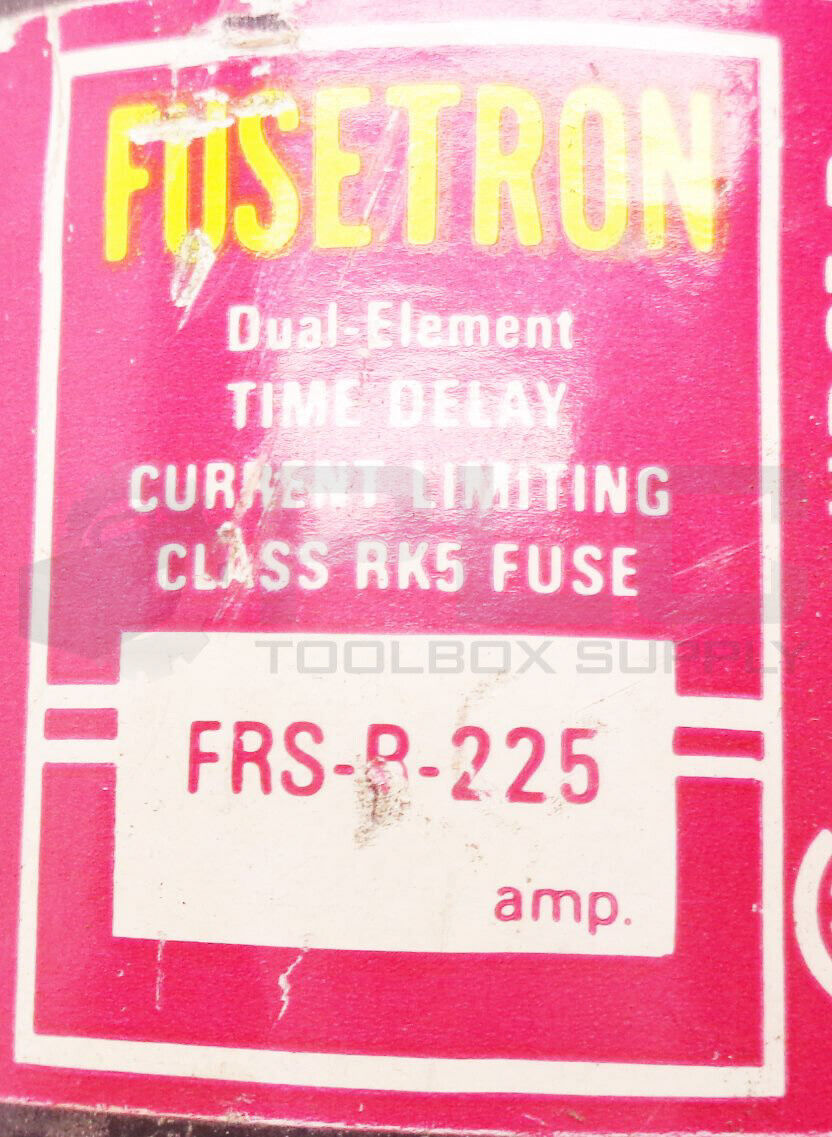 FUSETRON
Dual-Element
TIME DELAY
CURRENT LIMITING
CLASS RK5 FUSE
TOOLBOX SUPPLY
FRS-R-225
amp.